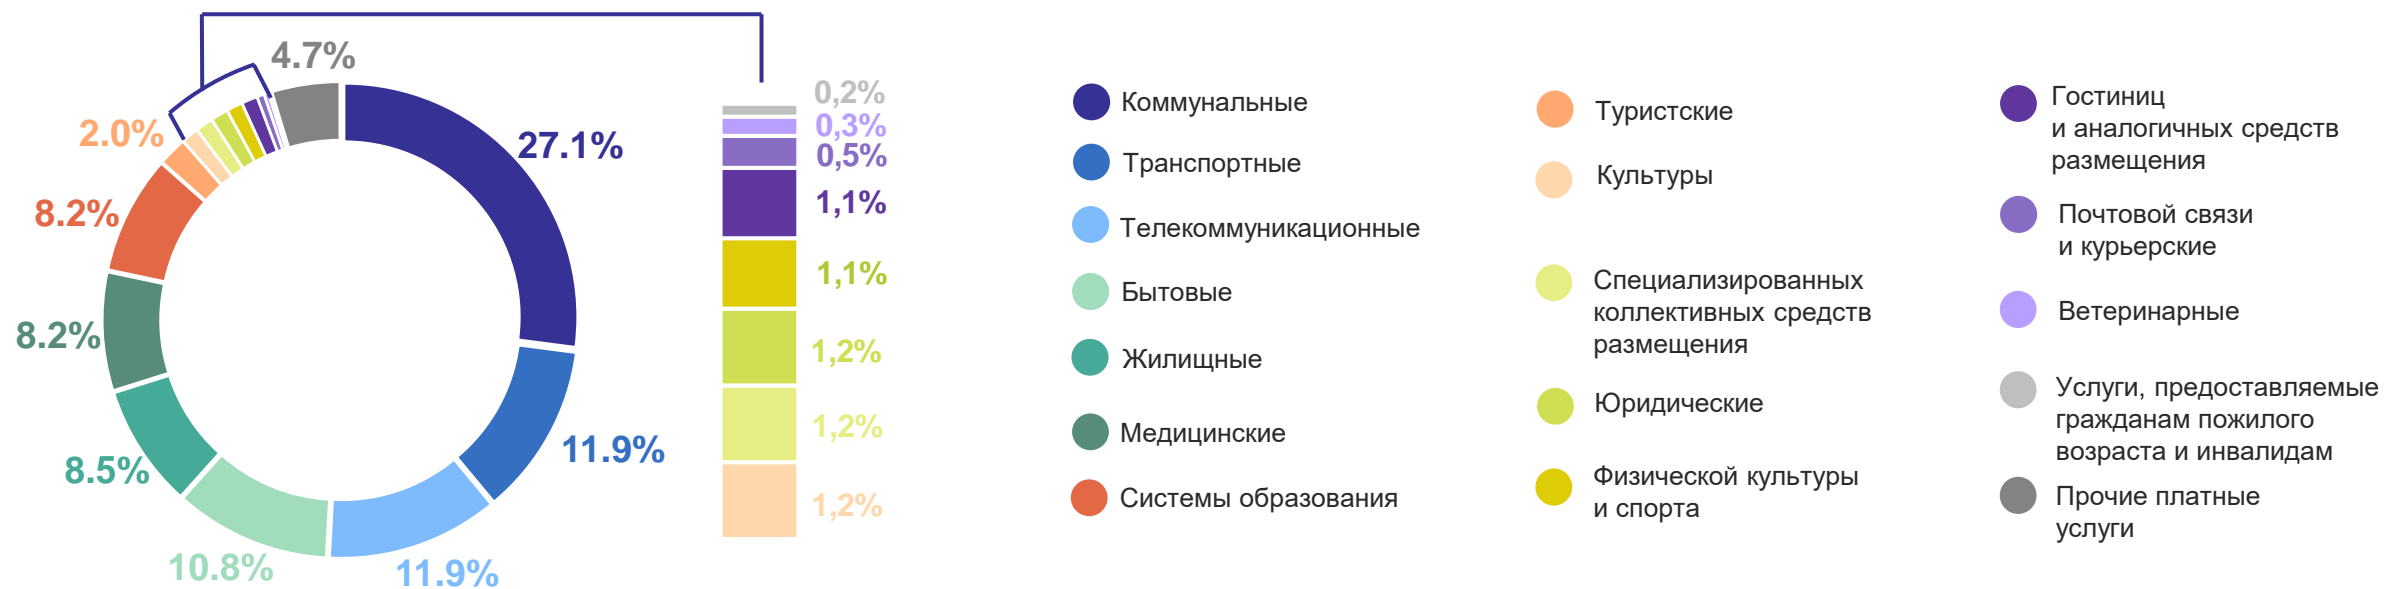 4.7%
27.1%
2.0%
8.2%
8.2%
8.5%
10.8%
11.9%
11.9%
0,2%
0,3%
0,5%
1,1%
1,1%
1,2%
1,2%
1,2%
Коммунальные
Транспортные
Телекоммуникационные
Бытовые
Жилищные
Медицинские
Системы образования
Туристские
Культуры
Специализированных
коллективных средств
размещения
Юридические
Физической культуры
и спорта
Гостиниц
и аналогичных средств
размещения
Почтовой связи
и курьерские
Ветеринарные
Услуги, предоставляемые
гражданам пожилого
возраста и инвалидам
Прочие платные
услуги